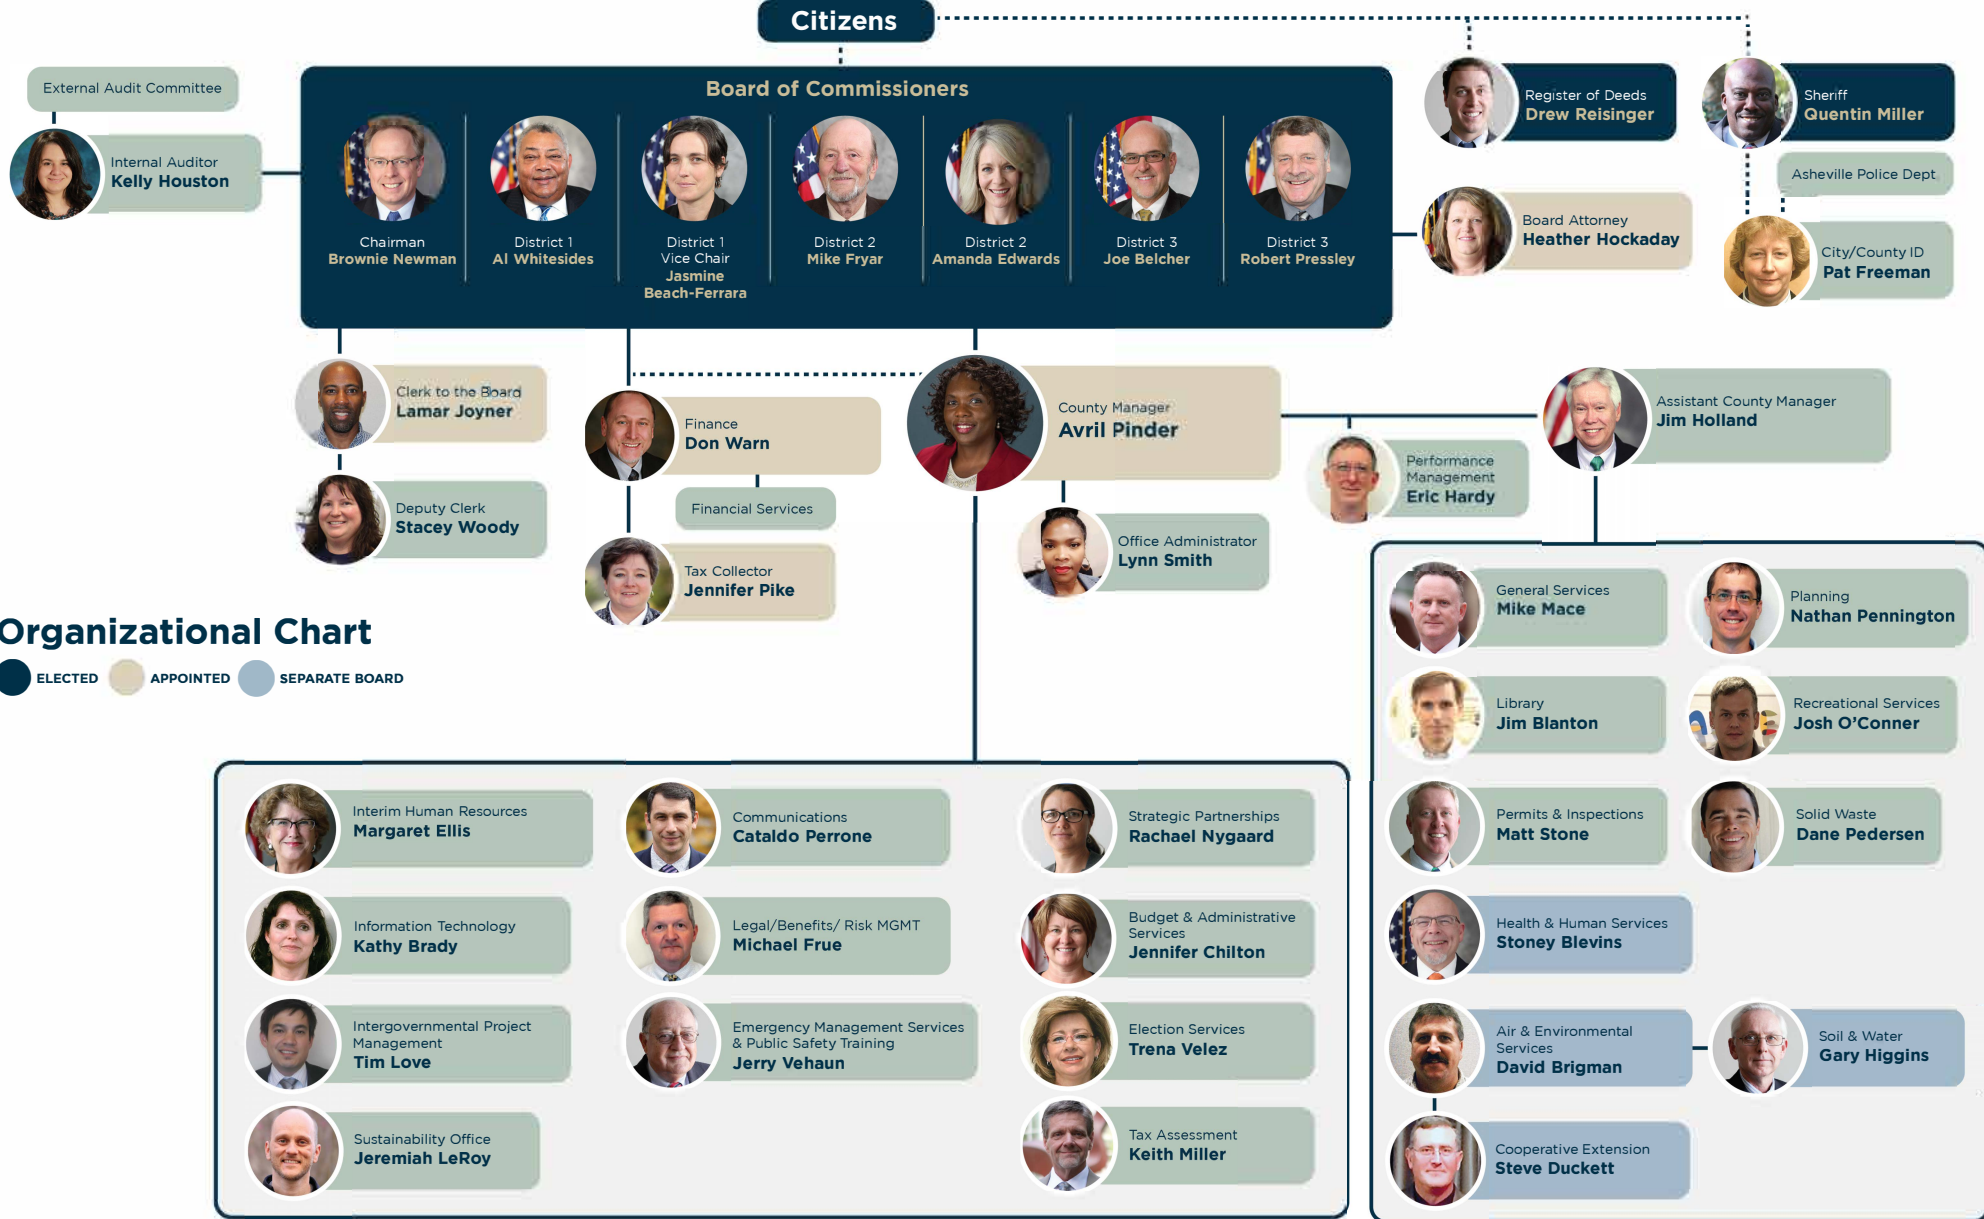 Citizens
External Audit Committee
Internal Auditor
Kelly Houston
Board of Commissioners
Chairman
Brownie Newman
District 1
Al Whitesides
District 1
Vice Chair
Jasmine
Beach-Ferrara
District 2
Mike Fryar
District 2
Amanda Edwards
District 3
Joe Belcher
District 3
Robert Pressley
Register of Deeds
Drew Reisinger
Sheriff
Quentin Miller
Asheville Police Dept
Board Attorney
Heather Hockaday
City/County ID
Pat Freeman
Clerk to the Board
Lamar Joyner
Deputy Clerk
Stacey Woody
Finance
Don Warn
Financial Services
Tax Collector
Jennifer Pike
County Manager
Avril Pinder
Office Administrator
Lynn Smith
Performance
Management
Eric Hardy
Assistant County Manager
Jim Holland
Organizational Chart
ELECTED
APPOINTED
SEPARATE BOARD
Interim Human Resources
Margaret Ellis
Information Technology
Kathy Brady
Intergovernmental Project
Management
Tim Love
Sustainability Office
Jeremiah LeRoy
Communications
Cataldo Perrone
Legal/Benefits/ Risk MGMT
Michael Frue
Emergency Management Services
& Public Safety Training
Jerry Vehaun
Strategic Partnerships
Rachael Nygaard
Budget & Administrative
Services
Jennifer Chilton
Election Services
Trena Velez
Tax Assessment
Keith Miller
General Services
Mike Mace
Planning
Nathan Pennington
Library
Jim Blanton
Recreational Services
Josh O'Conner
Permits & Inspections
Matt Stone
Solid Waste
Dane Pedersen
Health & Human Services
Stoney Blevins
Air & Environmental
Services
David Brigman
Soil & Water
Gary Higgins
Cooperative Extension
Steve Duckett